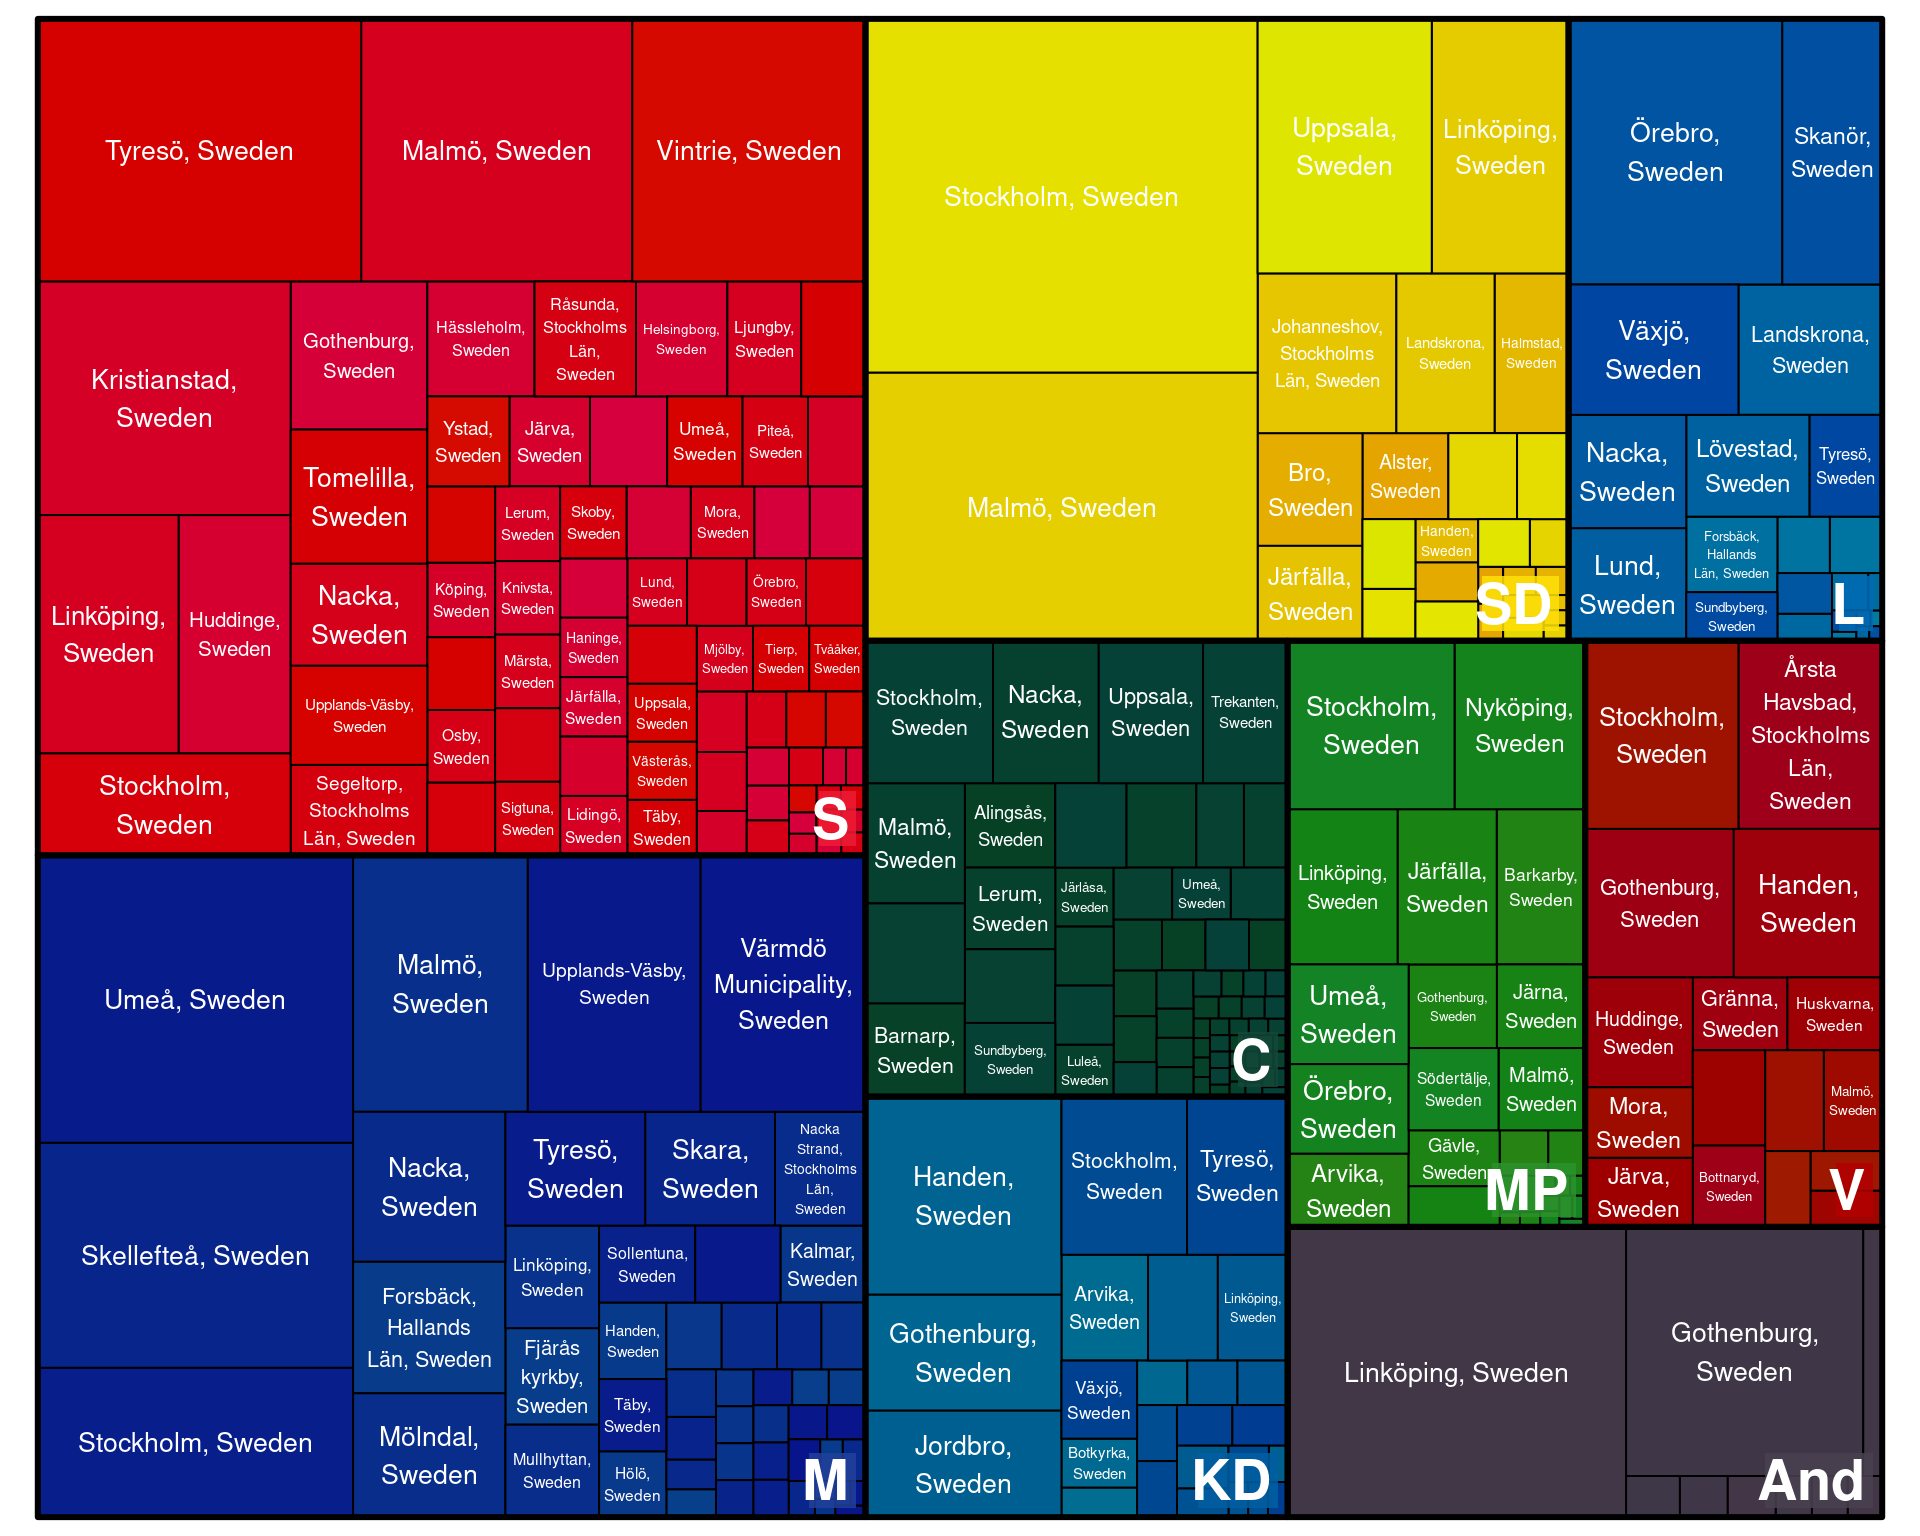 Tyresö, Sweden
Malmö, Sweden
Vintrie, Sweden
Kristianstad,
Sweden
Gothenburg,
Sweden
Hässleholm,
Sweden
Råsunda,
Stockholms
Län,
Sweden
Helsingborg,
Sweden
Ljungby,
Sweden
Ystad,
Sweden
Järva,
Sweden
Umeå,
Sweden
Piteå,
Sweden
Tomelilla,
Sweden
Lerum,
Sweden
Skoby,
Sweden
Mora,
Sweden
Linköping,
Sweden
Huddinge,
Sweden
Nacka,
Sweden
Köping,
Sweden
Knivsta,
Sweden
Lund,
Sweden
Örebro,
Sweden
Haninge,
Sweden
Mjölby,
Sweden
Tierp,
Sweden
Tvååker,
Sweden
Upplands-Väsby,
Sweden
Märsta,
Sweden
Järfälla,
Sweden
Uppsala,
Sweden
Osby,
Sweden
Västerås,
Sweden
Stockholm,
Sweden
Segeltorp,
Stockholms
Län, Sweden
Sigtuna,
Sweden
Lidingö,
Sweden
Täby,
Sweden
S
Stockholm, Sweden
Uppsala,
Sweden
Linköping,
Sweden
Malmö, Sweden
Johanneshov,
Stockholms
Län, Sweden
Landskrona,
Sweden
Halmstad,
Sweden
Bro,
Sweden
Alster,
Sweden
Handen,
Sweden
Järfälla,
Sweden
SD
Örebro,
Sweden
Skanör,
Sweden
Växjö,
Sweden
Landskrona,
Sweden
Nacka,
Sweden
Lövestad,
Sweden
Tyresö,
Sweden
Lund,
Sweden
Forsbäck,
Hallands
Län, Sweden
Sundbyberg,
Sweden
L
Umeå, Sweden
Malmö,
Sweden
Upplands-Väsby,
Sweden
Värmdö
Municipality,
Sweden
Skellefteå, Sweden
Nacka,
Sweden
Tyresö,
Sweden
Skara,
Sweden
Nacka
Strand,
Stockholms
Län,
Sweden
Forsbäck,
Hallands
Län, Sweden
Linköping,
Sweden
Sollentuna,
Sweden
Kalmar,
Sweden
Fjärås
kyrkby,
Sweden
Handen,
Sweden
Stockholm, Sweden
Mölndal,
Sweden
Täby,
Sweden
Mullhyttan,
Sweden
Hölö,
Sweden
M
Stockholm,
Sweden
Nacka,
Sweden
Uppsala,
Sweden
Trekanten,
Sweden
Malmö,
Sweden
Alingsås,
Sweden
Lerum,
Sweden
Järlåsa,
Sweden
Umeå,
Sweden
Barnarp,
Sweden
Sundbyberg,
Sweden
Luleå,
Sweden
C
Handen,
Sweden
Stockholm,
Sweden
Tyresö,
Sweden
Gothenburg,
Sweden
Arvika,
Sweden
Linköping,
Sweden
Växjö,
Sweden
Jordbro,
Sweden
Botkyrka,
Sweden
KD
Stockholm,
Sweden
Nyköping,
Sweden
Linköping,
Sweden
Järfälla,
Sweden
Barkarby,
Sweden
Umeå,
Sweden
Gothenburg,
Sweden
Järna,
Sweden
Örebro,
Sweden
Södertälje,
Sweden
Malmö,
Sweden
Arvika,
Sweden
Gävle,
Sweden
MP
Stockholm,
Sweden
Årsta
Havsbad,
Stockholms
Län,
Sweden
Gothenburg,
Sweden
Handen,
Sweden
Huddinge,
Sweden
Gränna,
Sweden
Huskvarna,
Sweden
Mora,
Sweden
Malmö,
Sweden
Järva,
Sweden
Bottnaryd,
Sweden
V
Linköping, Sweden
Gothenburg,
Sweden
And